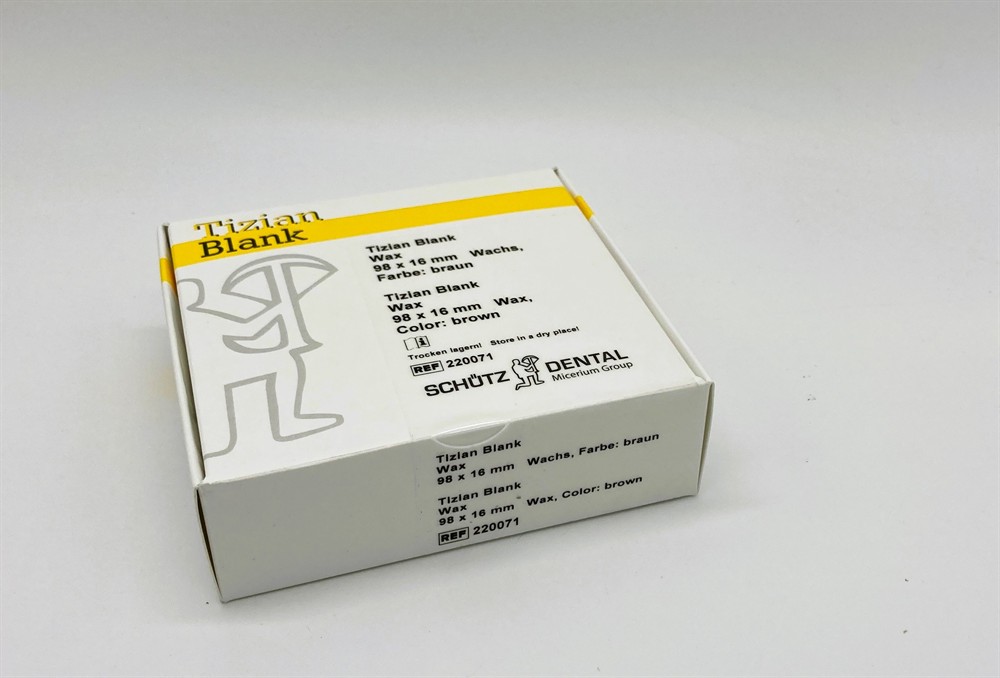 Tizian
Blank
Tizian Blank
Wax
98 x 16 mm Wachs,
Farbe: braun
Tizian Blank
Wax
98 x 16 mm Wax,
Color: brown
Trocken lagern! Store in a dry place!
REF 220071
SCHÜTZ DENTAL
Micerium Group
Tizian Blank
Wax
98 x 16 mm Wachs, Farbe: braun
Tizian Blank
Wax
98 x 16 mm Wax, Color: brown
REF 220071